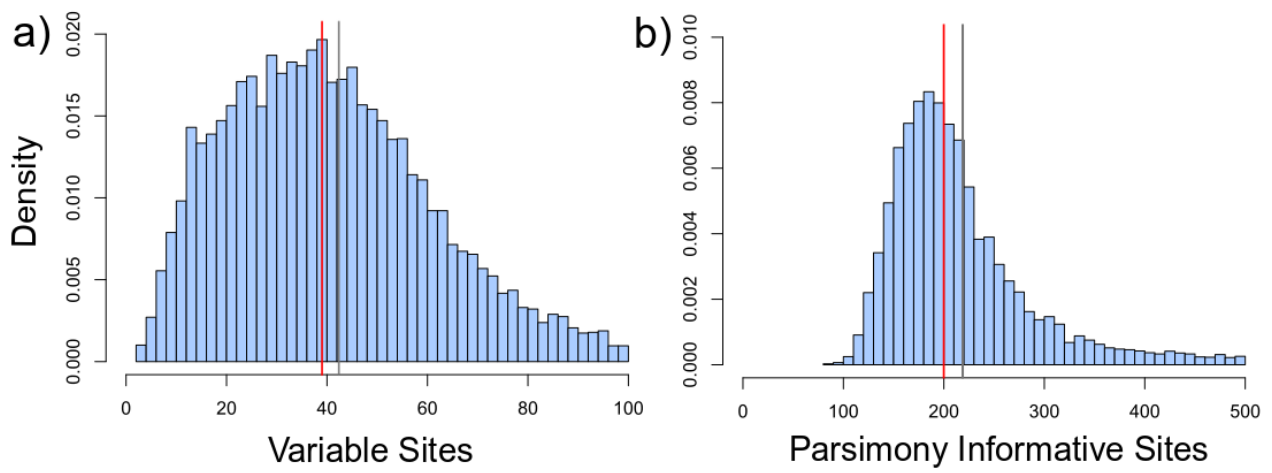 a)
Density
0.000 0.005 0.010 0.015 0.020
0 20 40 60 80 100
Variable Sites
b)
0.000 0.002 0.004 0.006 0.008 0.010
0 100 200 300 400 500
Parsimony Informative Sites